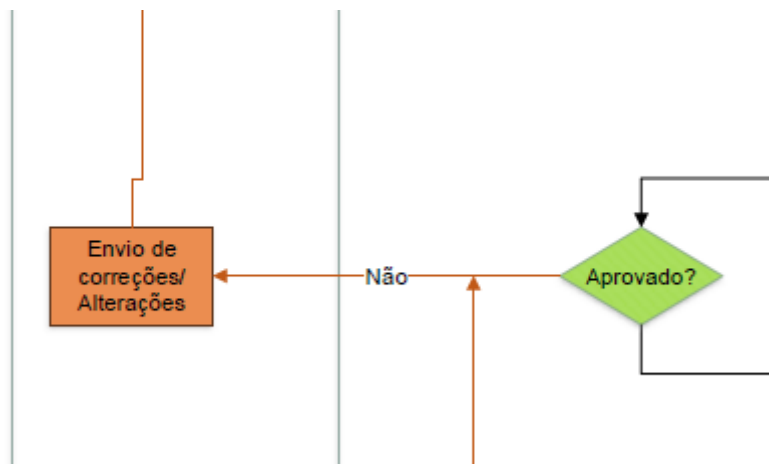 Envio de
correções/
Alterações
Não
Aprovado?